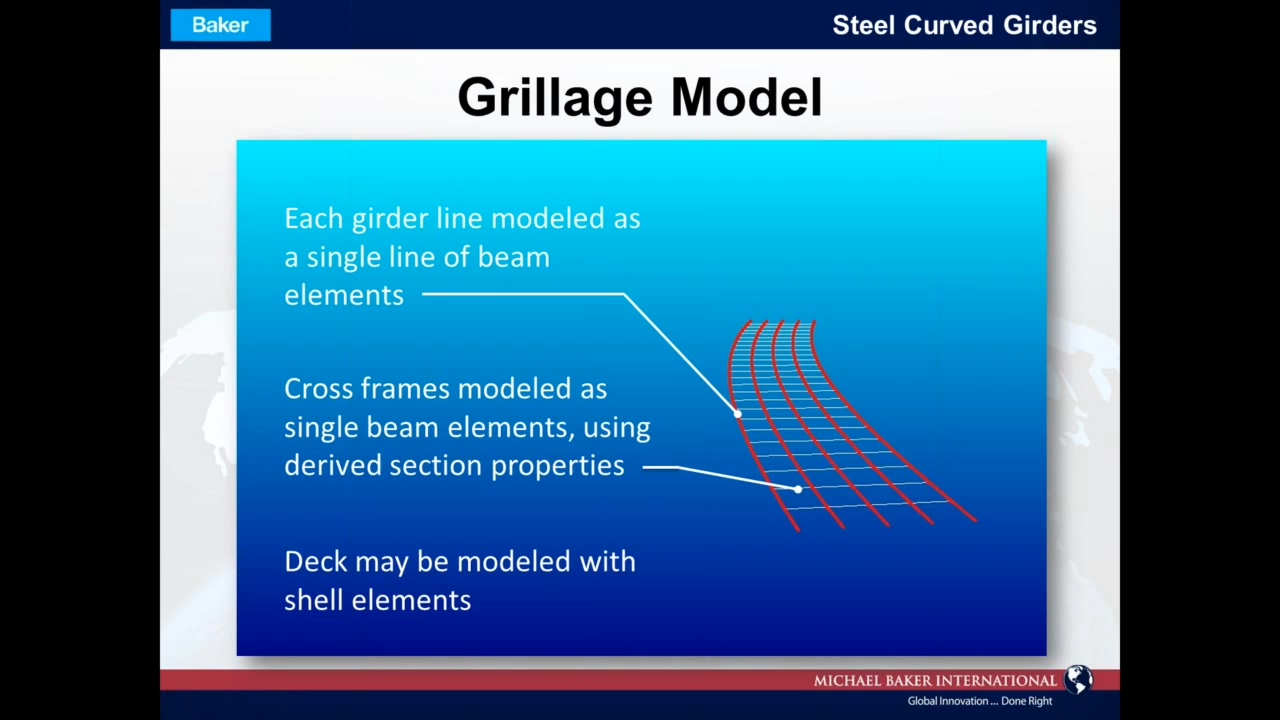 Baker
Steel Curved Girders
Grillage Model
Each girder line modeled as
a single line of beam
elements
Cross frames modeled as
single beam elements, using
derived section properties
Deck may be modeled with
shell elements
MICHAEL BAKER INTERNATIONAL
Global Innovation ... Done Right